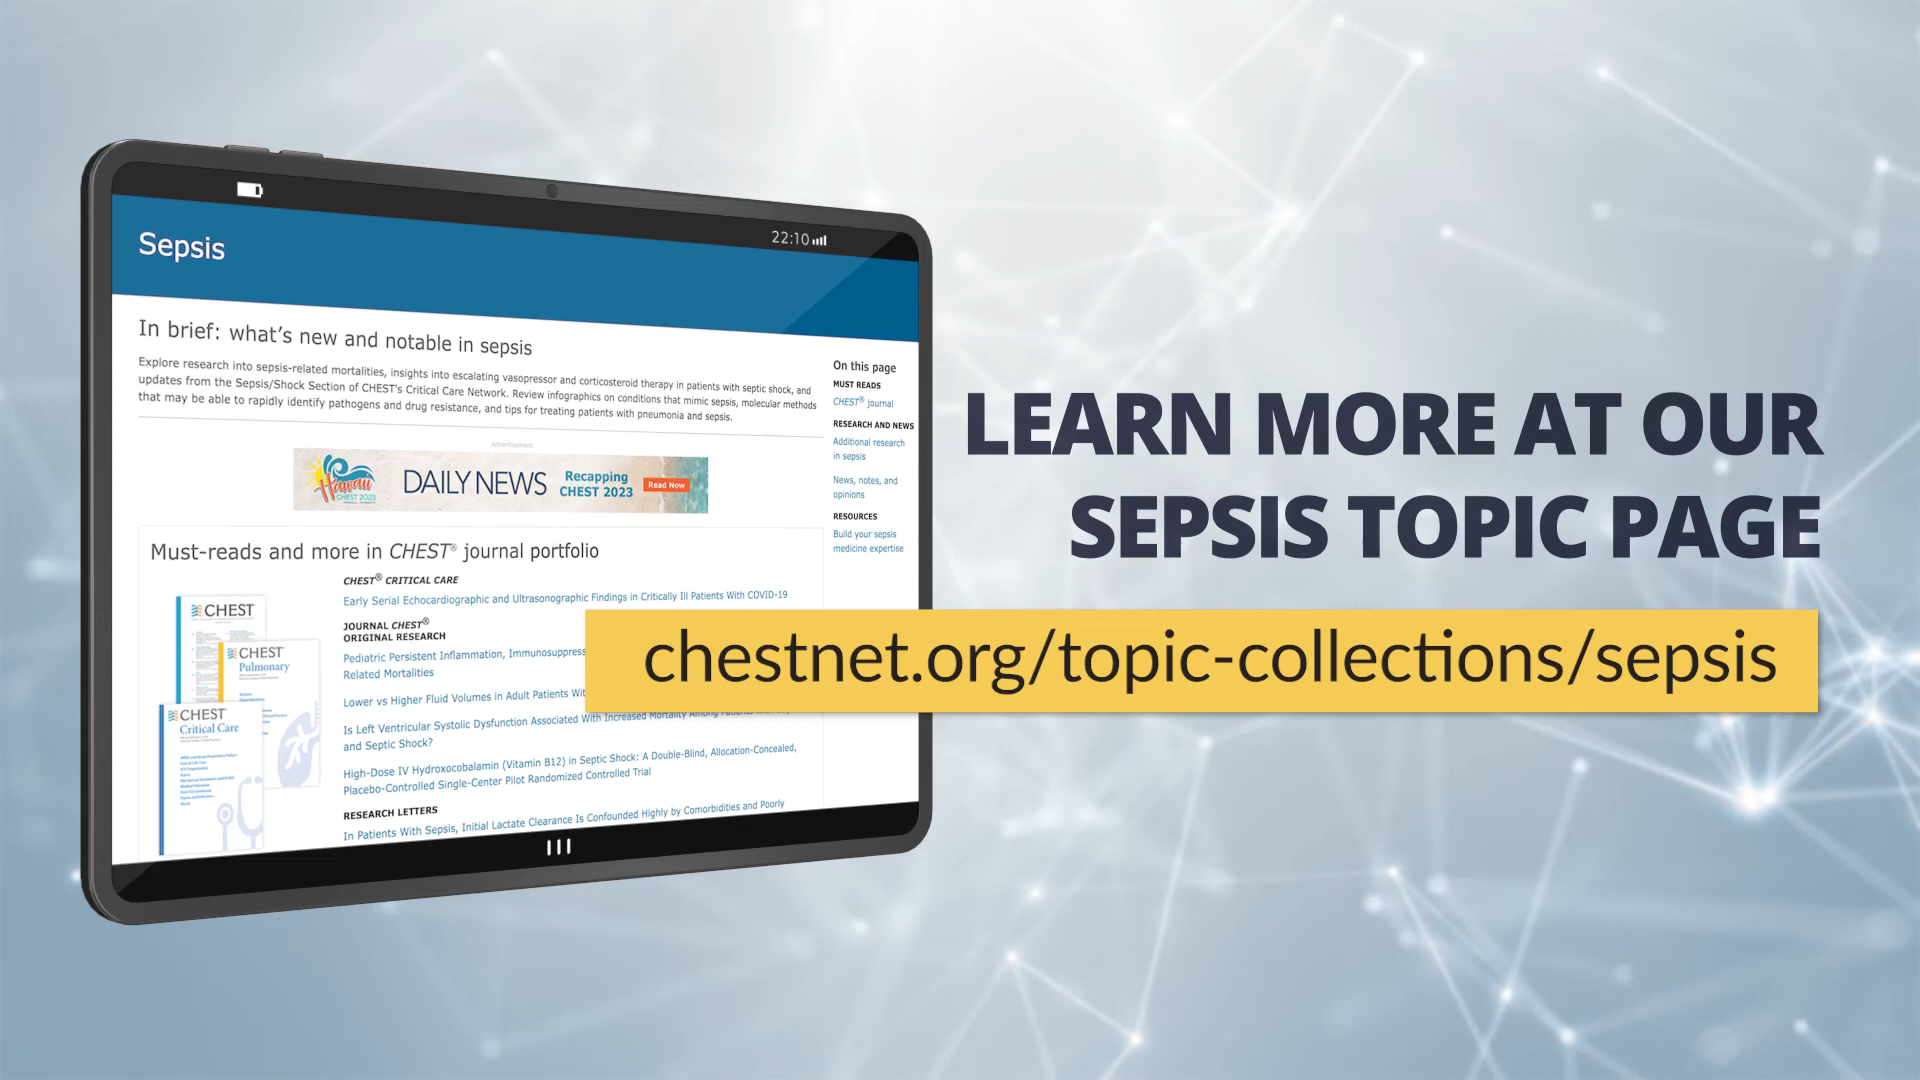 22:10
Sepsis
In brief: what's new and notable in sepsis
Explore research into sepsis-related mortalities, insights into escalating vasopressor and corticosteroid therapy in patients with septic shock, and
updates from the Sepsis/Shock Section of CHEST's Critical Care Network. Review infographics on conditions that mimic sepsis, molecular methods
that may be able to rapidly identify pathogens and drug resistance, and tips for treating patients with pneumonia and sepsis.
On this page
MUST READS
CHEST® journal
RESEARCH AND NEWS
Additional research
in sepsis
News, notes, and
opinions
RESOURCES
Build your sepsis
medicine expertise
Advertisement
Hawaii
CHEST 2023
DAILY NEWS
Recapping
CHEST 2023
Read Now
Must-reads and more in CHEST® journal portfolio
CHEST
CHEST
Pulmonary
CHEST
Critical Care
CHEST® CRITICAL CARE
Early Serial Echocardiographic and Ultrasonographic Findings in Critically Ill Patients With COVID-19
JOURNAL CHEST®
ORIGINAL RESEARCH
Pediatric Persistent Inflammation,
Related Mortalities
Lower vs Higher Fluid Volumes in Adult Patients
Is Left Ventricular Systolic Dysfunction Associated With Increased Mortality Among Patients
and Septic Shock?
High-Dose IV Hydroxocobalamin (Vitamin B12) in Septic Shock: A Double-Blind, Allocation-Concealed,
Placebo-Controlled Single-Center Pilot Randomized Controlled Trial
RESEARCH LETTERS
In Patients With Sepsis, Initial Lactate Clearance Is Confounded Highly by Comorbidities and Poorly
LEARN MORE AT OUR
SEPSIS TOPIC PAGE
chestnet.org/topic-collections/sepsis